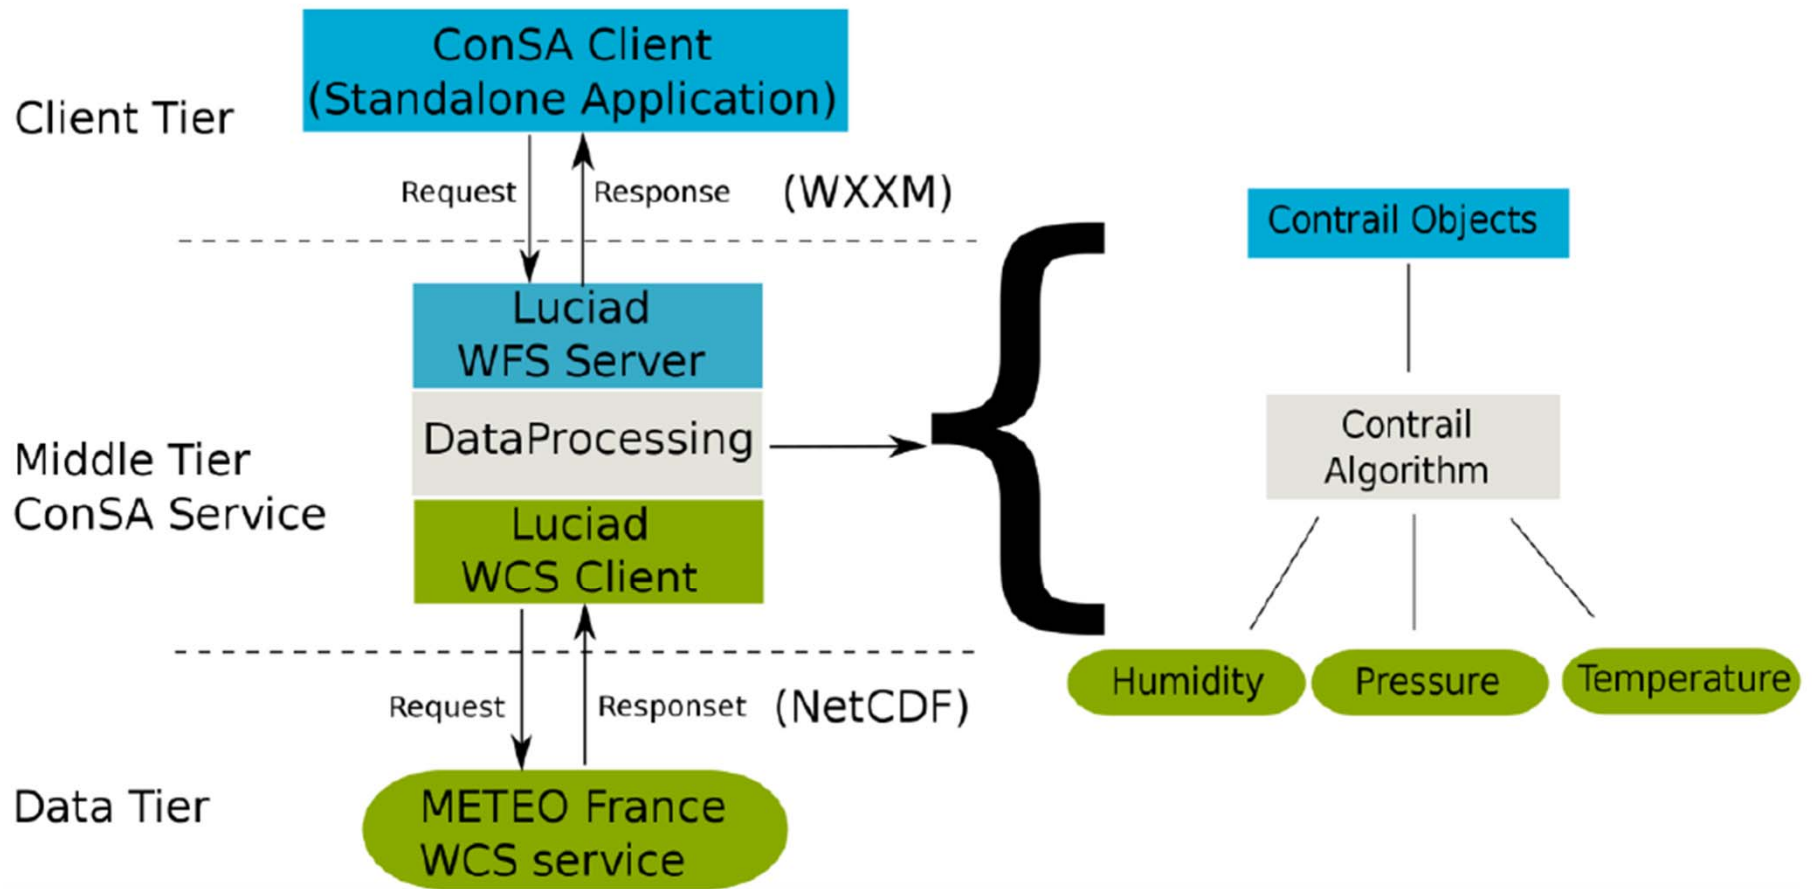 ConSA Client
(Standalone Application)
Client Tier
Request
Response
(WXXM)
Luciad
WFS Server
DataProcessing
Luciad
WCS Client
Middle Tier
ConSA Service
Request
Responset
(NetCDF)
Data Tier
METEO France
WCS service
Contrail Objects
Contrail
Algorithm
Humidity
Pressure
Temperature